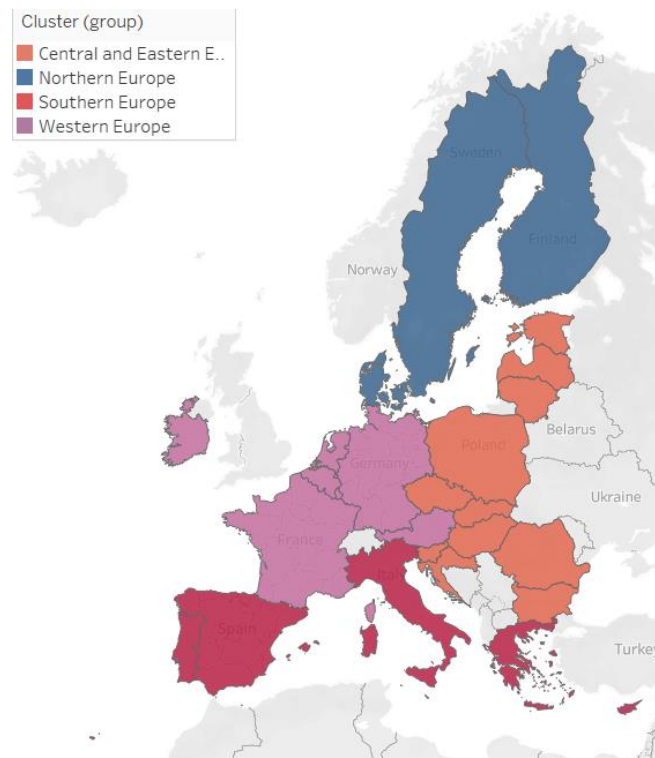 Cluster (group)
Central and Eastern E..
Northern Europe
Southern Europe
Western Europe
Sweden
Finland
Norway
Belarus
Poland
Germany
Ukraine
France
Italy
Spain
Turkey